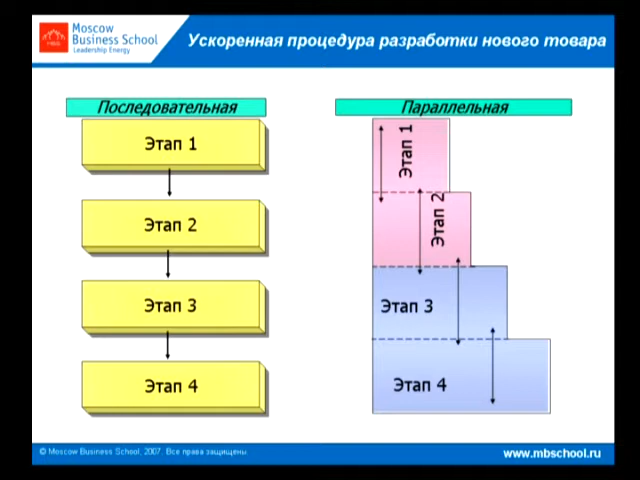 Moscow
Business School
Leadership Energy
Ускоренная процедура разработки нового товара
Последовательная
Этап 1
Этап 2
Этап 3
Этап 4
Параллельная
Этап 1
Этап 2
Этап 3
Этап 4
© Moscow Business School, 2007. Все права защищены.
www.mbschool.ru